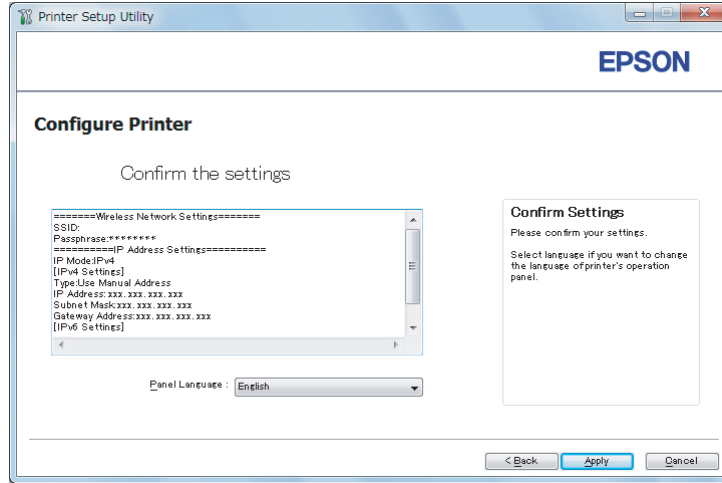 Printer Setup Utility
EPSON
Configure Printer
Confirm the settings
=======Wireless Network Settings=======
SSID:
Passphrase:********
==========IP Address Settings==========
IP Mode:IPv4
[IPv4 Settings]
Type:Use Manual Address
IP Address:xxx.xxx.xxx.xxx
Subnet Mask:xxx.xxx.xxx.xxx
Gateway Address:xxx.xxx.xxx.xxx
[IPv6 Settings]
Panel Language : English
Confirm Settings
Please confirm your settings.
Select language if you want to change
the language of printer's operation
panel.
< Back Apply Cancel